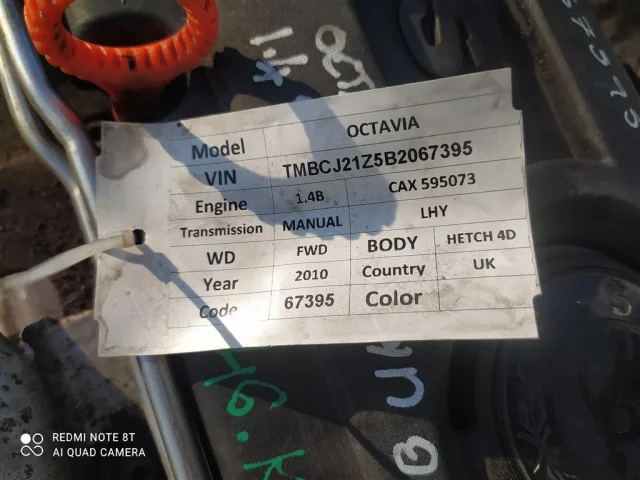 Model OCTAVIA
VIN TMBCJ21Z5B2067395
Engine 1.4B CAX 595073
Transmission MANUAL LHY
WD FWD BODY HETCH 4D
Year 2010 Country UK
Code 67395 Color
REDMI NOTE 8T
AI QUAD CAMERA